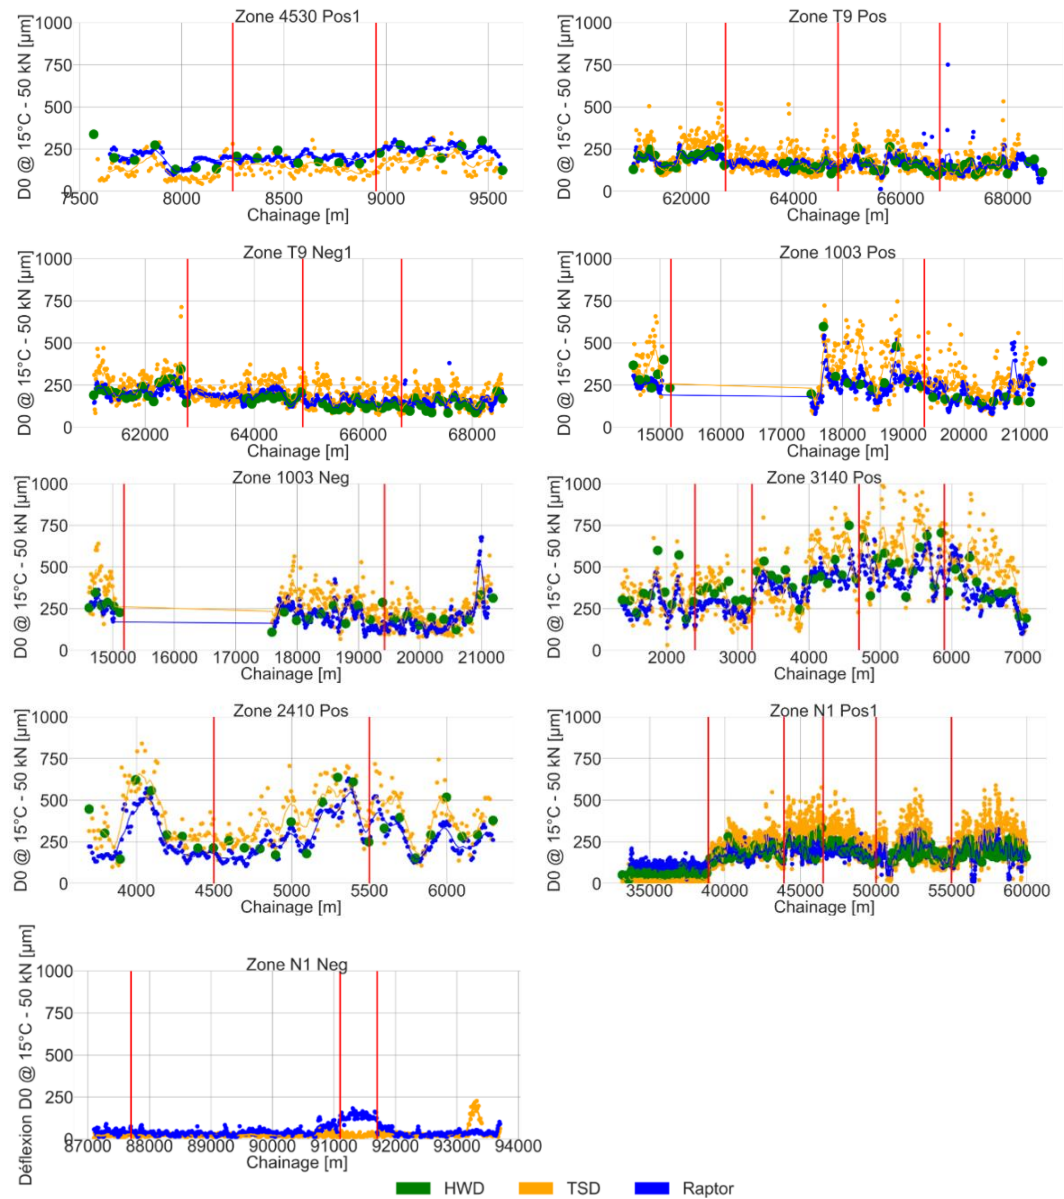 Zone 4530 Pos1
D0 @ 15°C - 50 kN [µm]
1000
750
500
250
0
7500 8000 8500 9000 9500
Chainage [m]
Zone T9 Pos
D0 @ 15°C - 50 kN [µm]
1000
750
500
250
0
62000 64000 66000 68000
Chainage [m]
Zone T9 Neg1
D0 @ 15°C - 50 kN [µm]
1000
750
500
250
0
62000 64000 66000 68000
Chainage [m]
Zone 1003 Pos
D0 @ 15°C - 50 kN [µm]
1000
750
500
250
0
15000 16000 17000 18000 19000 20000 21000
Chainage [m]
Zone 1003 Neg
D0 @ 15°C - 50 kN [µm]
1000
750
500
250
0
15000 16000 17000 18000 19000 20000 21000
Chainage [m]
Zone 3140 Pos
D0 @ 15°C - 50 kN [µm]
1000
750
500
250
0
2000 3000 4000 5000 6000 7000
Chainage [m]
Zone 2410 Pos
D0 @ 15°C - 50 kN [µm]
1000
750
500
250
0
4000 4500 5000 5500 6000
Chainage [m]
Zone N1 Pos1
D0 @ 15°C - 50 kN [µm]
1000
750
500
250
0
35000 40000 45000 50000 55000 60000
Chainage [m]
Zone N1 Neg
Déflexion D0 @ 15°C - 50 kN [µm]
1000
750
500
250
0
87000 88000 89000 90000 91000 92000 93000 94000
Chainage [m]
HWD TSD Raptor